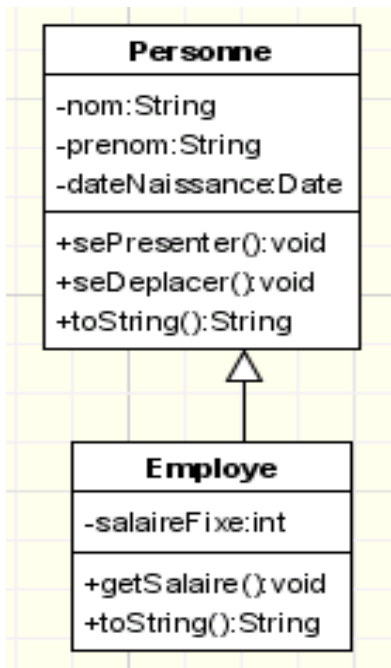 Personne
-nom:String
-prenom:String
-dateNaissance:Date
+sePresenter():void
+seDeplacer():void
+toString():String
Employe
-salaireFixe:int
+getSalaire():void
+toString():String